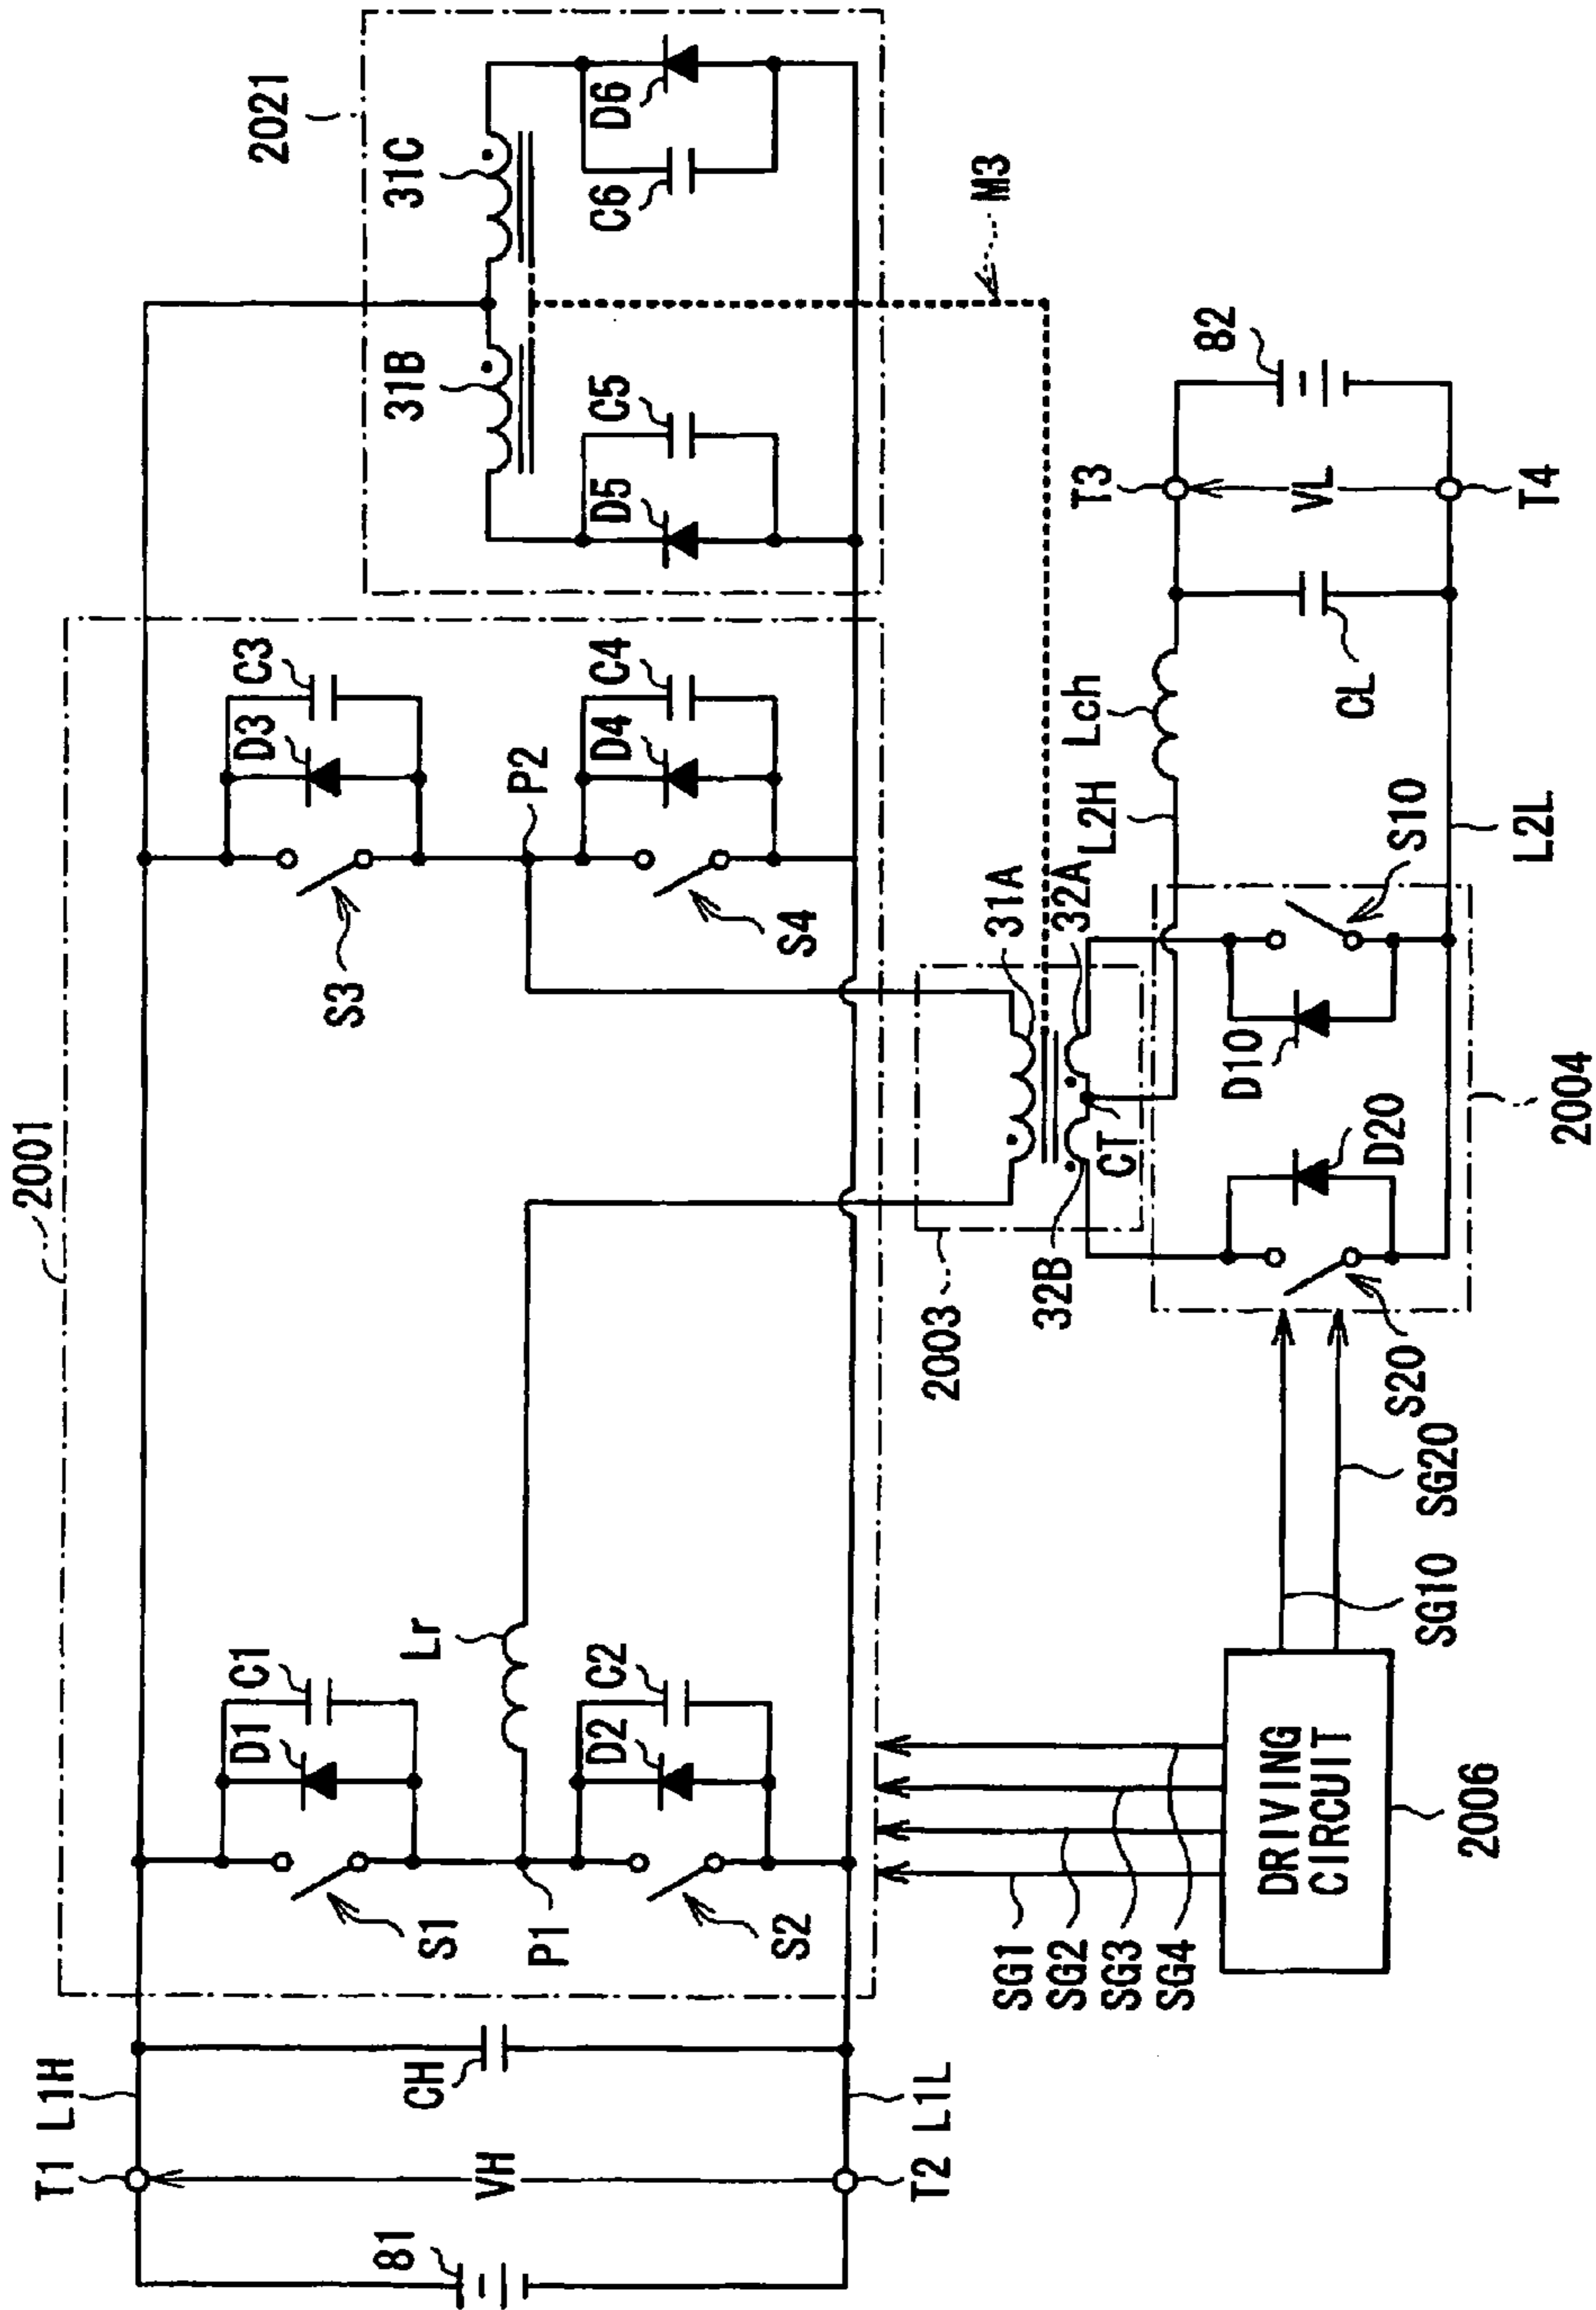 2001
2021
T1
L1H
81
VH
CH
T2
L1L
S1
D1
C1
P1
Lr
S2
D2
C2
S3
D3
C3
P2
S4
D4
C4
31B
31C
D5
C5
C6
D6
M3
2003
31A
32A
32B
CT
L2H
Lch
T3
82
VL
CL
T4
L2L
S10
D10
D20
S20
2004
SG1
SG2
SG3
SG4
SG10
SG20
DRIVING
CIRCUIT
2006